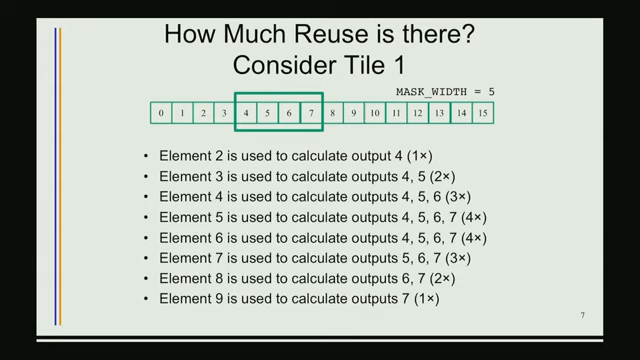 How Much Reuse is there?
Consider Tile 1
MASK_WIDTH = 5
0 1 2 3 4 5 6 7 8 9 10 11 12 13 14 15
• Element 2 is used to calculate output 4 (1×)
• Element 3 is used to calculate outputs 4, 5 (2×)
• Element 4 is used to calculate outputs 4, 5, 6 (3×)
• Element 5 is used to calculate outputs 4, 5, 6, 7 (4×)
• Element 6 is used to calculate outputs 4, 5, 6, 7 (4×)
• Element 7 is used to calculate outputs 5, 6, 7 (3×)
• Element 8 is used to calculate outputs 6, 7 (2×)
• Element 9 is used to calculate outputs 7 (1×)
7